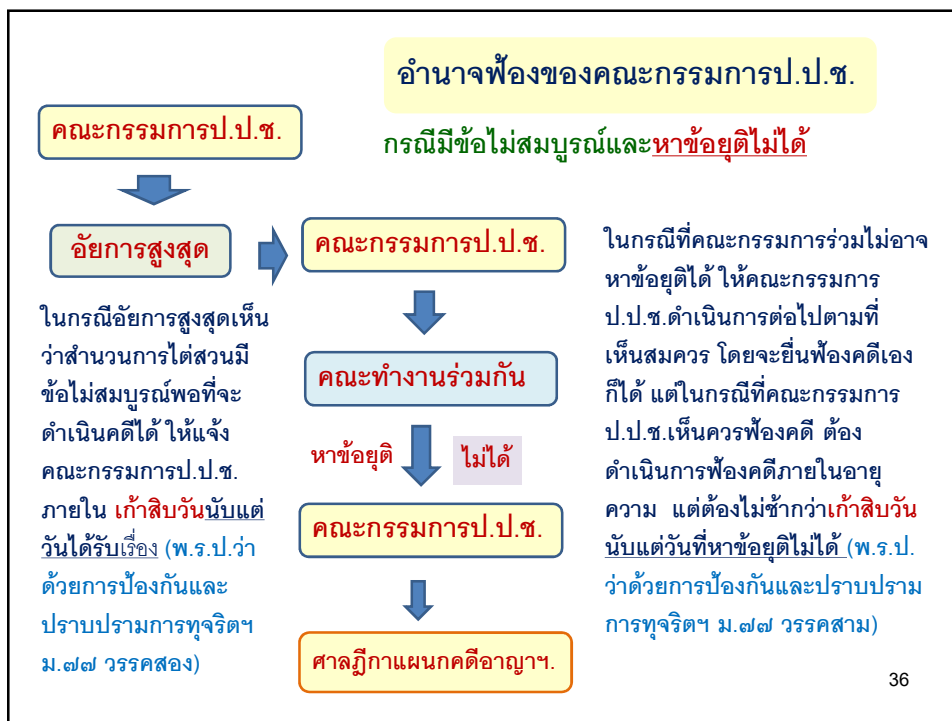 อำนาจฟ้องของคณะกรรมการป.ป.ช.
คณะกรรมการป.ป.ช.
กรณีมีข้อไม่สมบูรณ์และหาข้อยุติไม่ได้
อัยการสูงสุด
คณะกรรมการป.ป.ช.
ในกรณีอัยการสูงสุดเห็น
ว่าสำนวนการไต่สวนมี
ข้อไม่สมบูรณ์พอที่จะ
ดำเนินคดีได้ ให้แจ้ง
คณะกรรมการป.ป.ช.
ภายใน เก้าสิบวันนับแต่
วันได้รับเรื่อง (พ.ร.ป.ว่า
ด้วยการป้องกันและ
ปราบปรามการทุจริตฯ
ม.๗๗ วรรคสอง)
คณะทำงานร่วมกัน
หาข้อยุติ
ไม่ได้
คณะกรรมการป.ป.ช.
ศาลฎีกาแผนกคดีอาญาฯ.
ในกรณีที่คณะกรรมการร่วมไม่อาจ
หาข้อยุติได้ ให้คณะกรรมการ
ป.ป.ช.ดำเนินการต่อไปตามที่
เห็นสมควร โดยจะยื่นฟ้องคดีเอง
ก็ได้ แต่ในกรณีที่คณะกรรมการ
ป.ป.ช.เห็นควรฟ้องคดี ต้อง
ดำเนินการฟ้องคดีภายในอายุ
ความ แต่ต้องไม่ช้ากว่าเก้าสิบวัน
นับแต่วันที่หาข้อยุติไม่ได้ (พ.ร.ป.
ว่าด้วยการป้องกันและปราบปราม
การทุจริตฯ ม.๗๗ วรรคสาม)
36